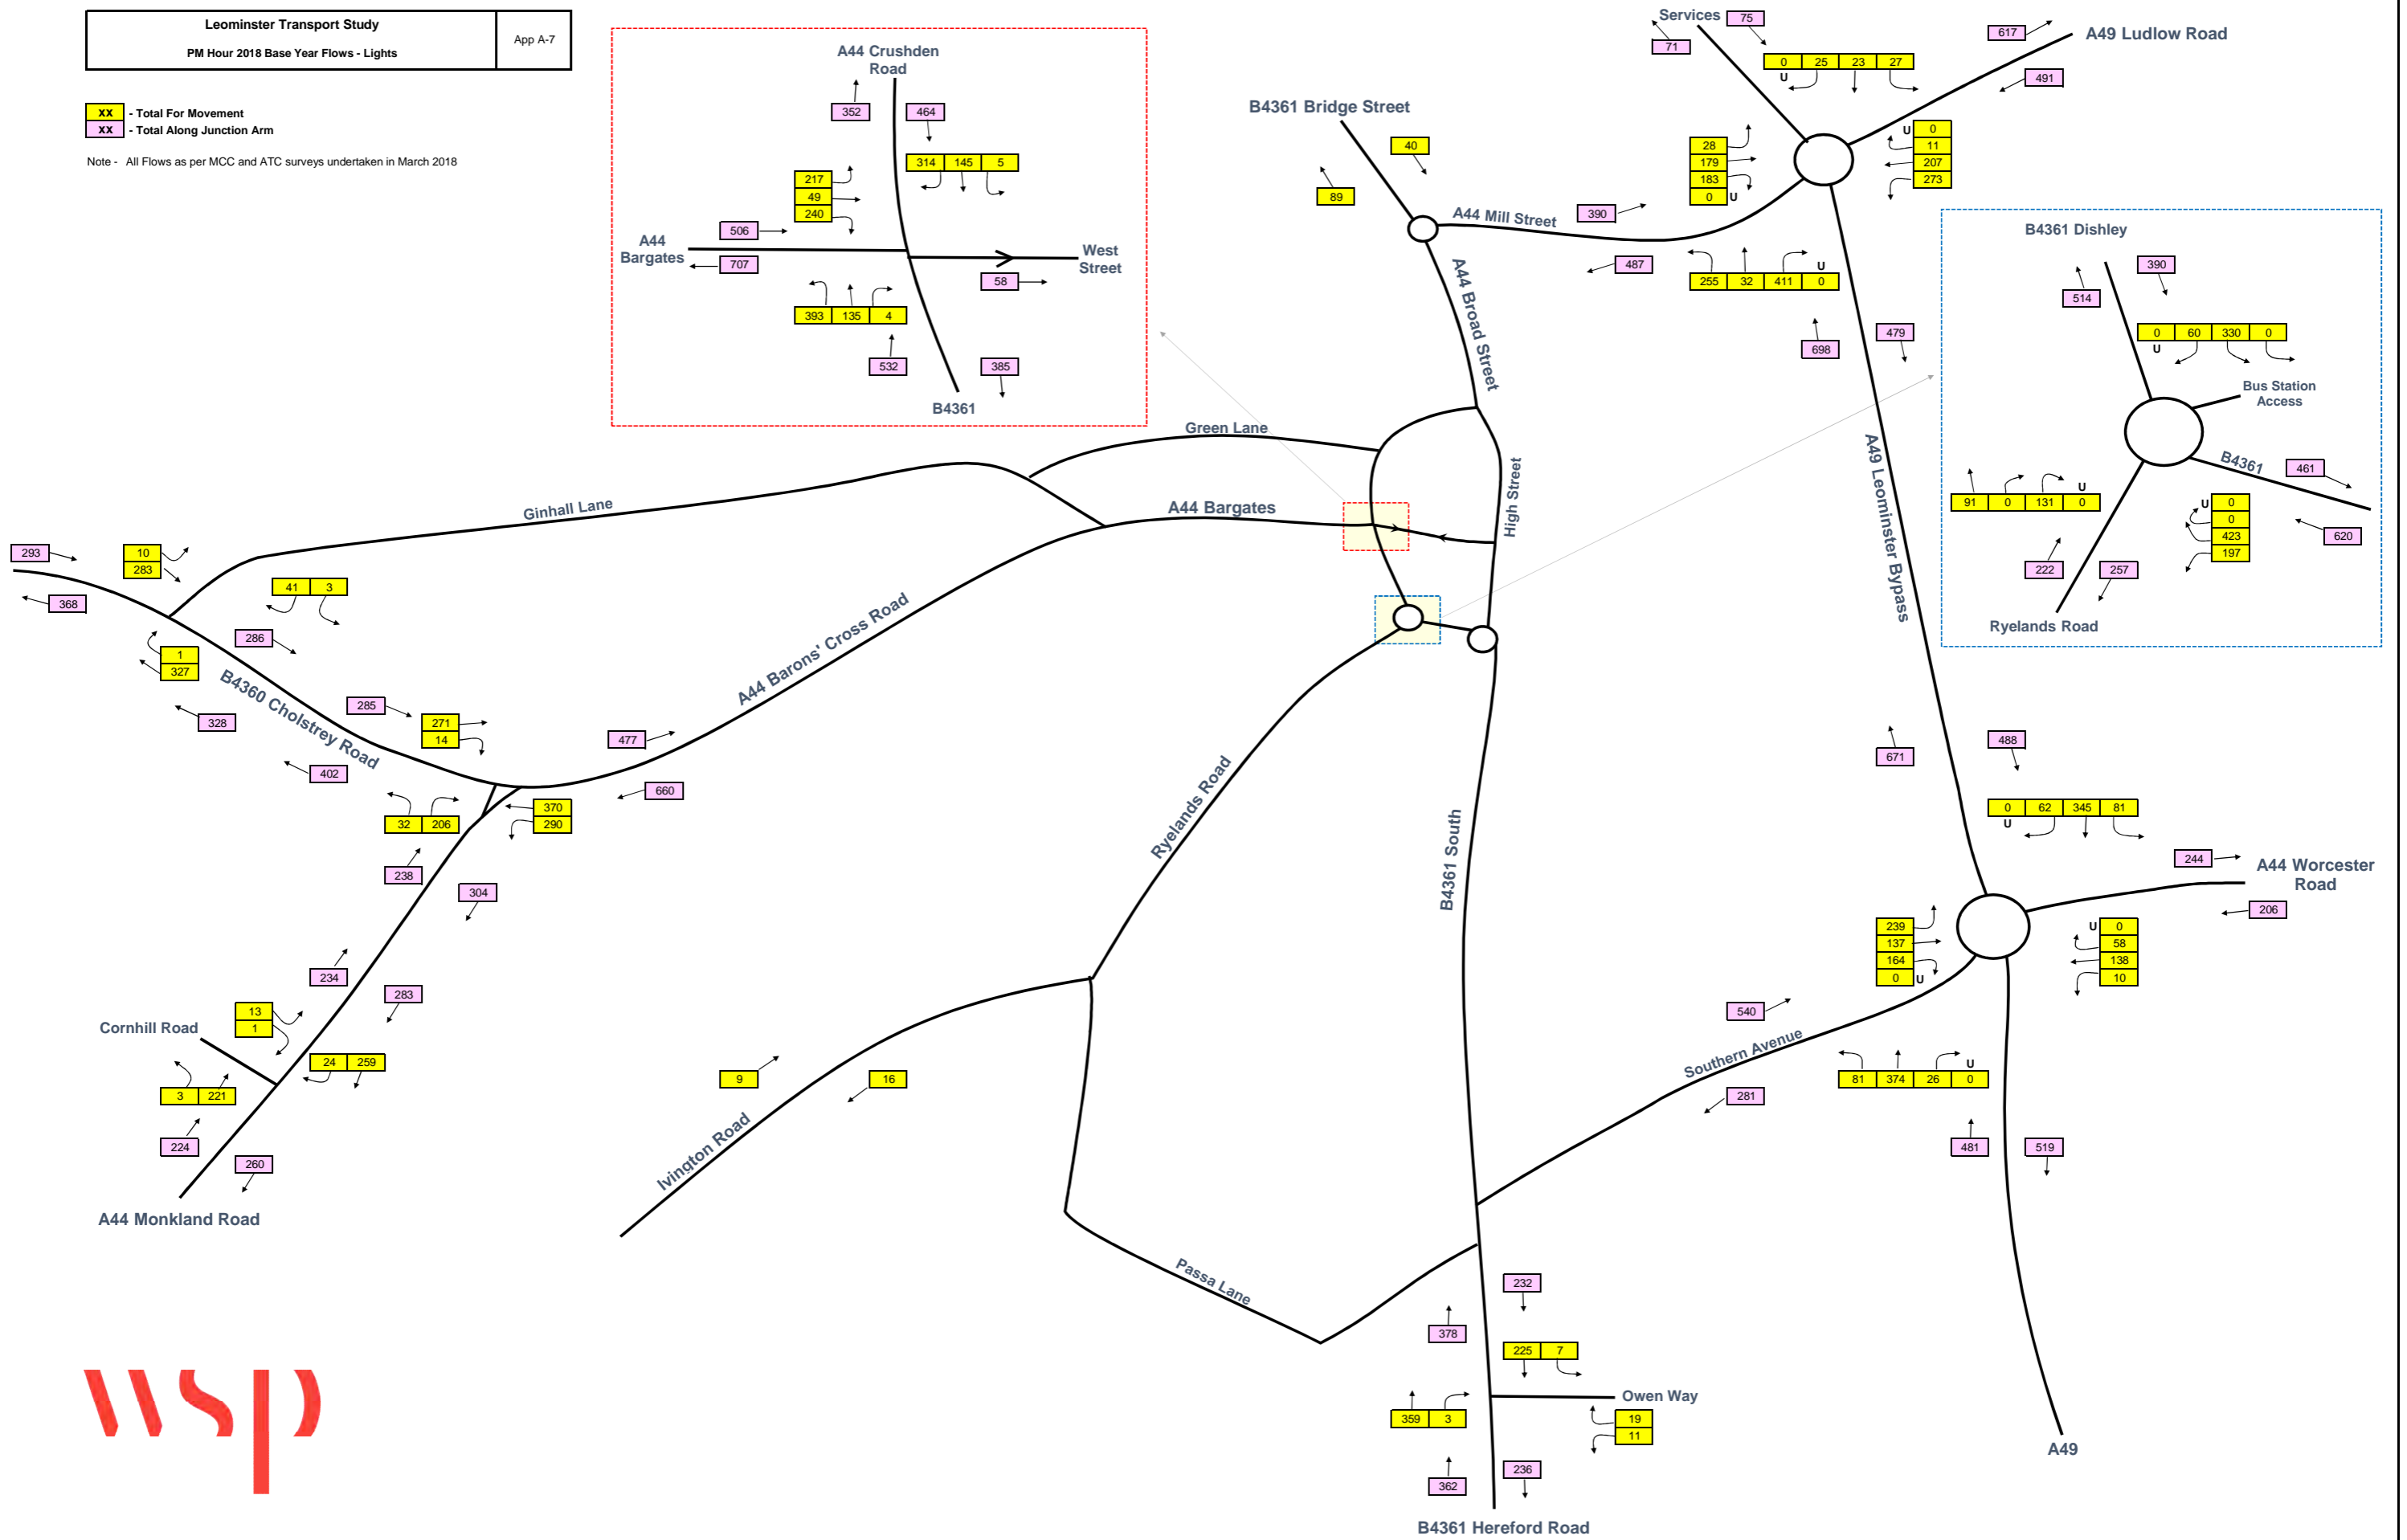 Leominster Transport Study
PM Hour 2018 Base Year Flows - Lights
App A-7
xx - Total For Movement
xx - Total Along Junction Arm
Note - All Flows as per MCC and ATC surveys undertaken in March 2018
A44 Crushden
Road
352
464
314 145 5
217
49
240
506
A44
Bargates
707
West
Street
58
393 135 4
532
385
B4361
B4361 Bridge Street
40
89
Services
75
71
617
A49 Ludlow Road
491
0 25 23 27
U
28
179
183
0 U
U 0
11
207
273
A44 Mill Street
390
487
U
255 32 411 0
698
479
A44 Broad Street
B4361 Dishley
390
514
0 60 330 0
U
Bus Station
Access
B4361
461
620
U
91 0 131 0
U 0
0
423
197
222
257
Ryelands Road
A49 Leominster Bypass
Green Lane
High Street
A44 Bargates
Ginhall Lane
293
10
283
368
41 3
286
1
327
328
B4360 Cholstrey Road
285
271
14
402
A44 Barons' Cross Road
477
660
32 206
370
290
238
304
234
283
Cornhill Road
13
1
24 259
3 221
224
260
A44 Monkland Road
Ryelands Road
B4361 South
9
16
Ivington Road
Passa Lane
671
488
0 62 345 81
U
244
A44 Worcester
Road
206
239
137
164
0 U
U 0
58
138
10
540
Southern Avenue
281
U
81 374 26 0
481
519
A49
232
378
225 7
Owen Way
359 3
19
11
362
236
B4361 Hereford Road
wsp